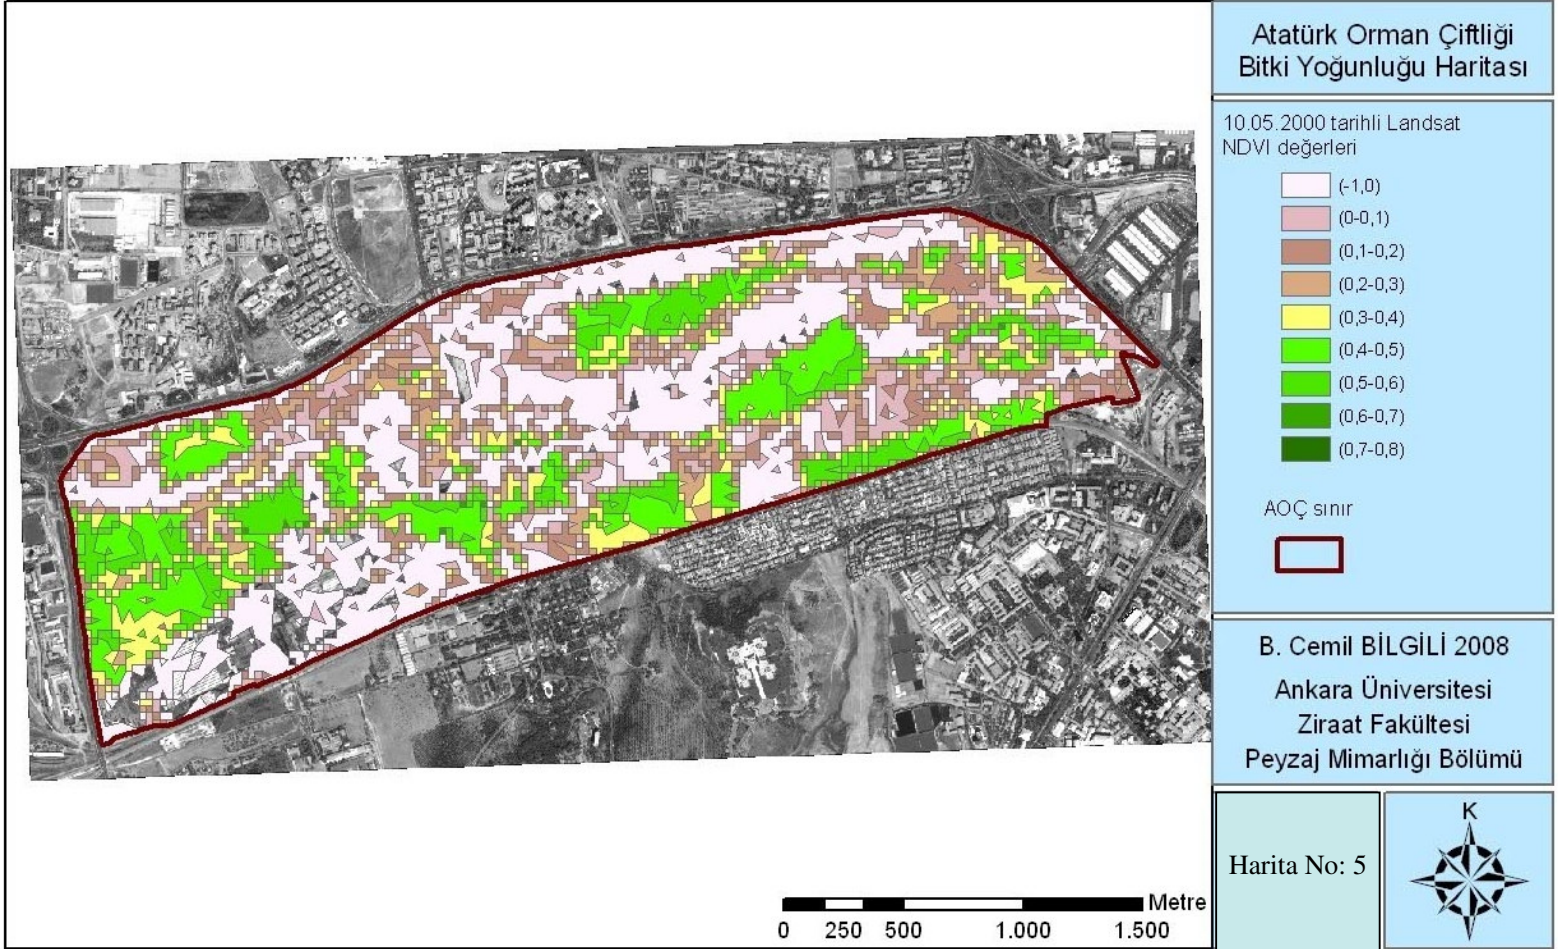 Atatürk Orman Çiftliği
Bitki Yoğunluğu Haritası
10.05.2000 tarihli Landsat
NDVI değerleri
(-1,0)
(0-0,1)
(0,1-0,2)
(0,2-0,3)
(0,3-0,4)
(0,4-0,5)
(0,5-0,6)
(0,6-0,7)
(0,7-0,8)
AOÇ sınır
B. Cemil BİLGİLİ 2008
Ankara Üniversitesi
Ziraat Fakültesi
Peyzaj Mimarlığı Bölümü
Harita No: 5
K
Metre
0 250 500 1.000 1.500